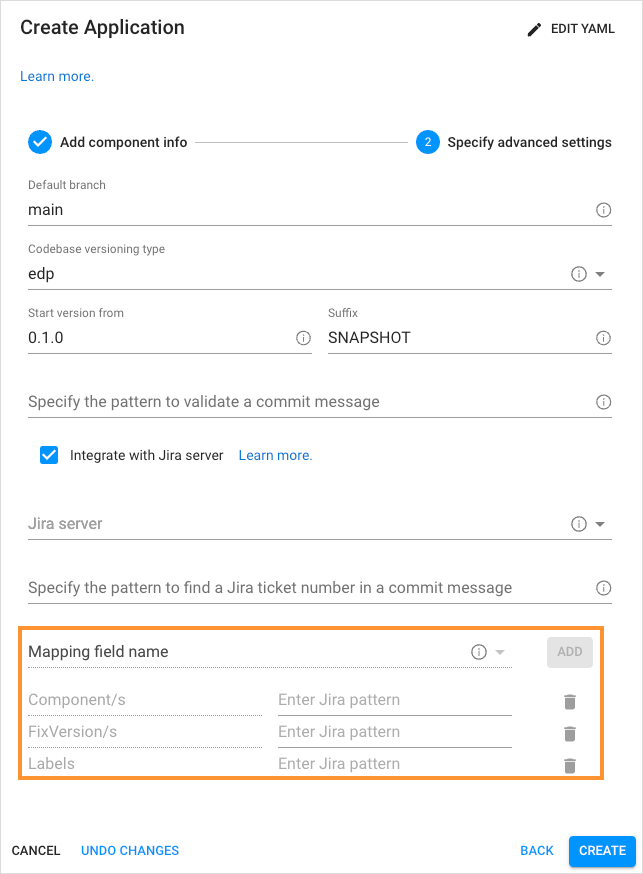 Create Application
EDIT YAML
Learn more.
Add component info
2
Specify advanced settings
Default branch
main
Codebase versioning type
edp
Start version from
Suffix
0.1.0
SNAPSHOT
Specify the pattern to validate a commit message
Integrate with Jira server Learn more.
Jira server
Specify the pattern to find a Jira ticket number in a commit message
Mapping field name
ADD
Component/s Enter Jira pattern
FixVersion/s Enter Jira pattern
Labels Enter Jira pattern
CANCEL UNDO CHANGES BACK CREATE